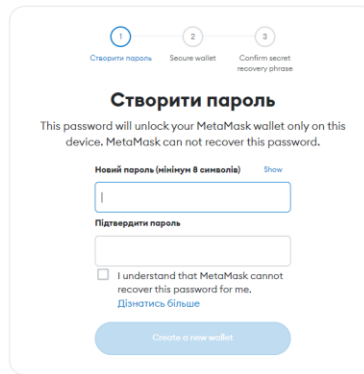 1
2
3
Створити пароль
Secure wallet
Confirm secret
recovery phrase
Створити пароль
This password will unlock your MetaMask wallet only on this
device. MetaMask can not recover this password.
Новий пароль (мінімум 8 символів)
Show
Підтвердити пароль
I understand that MetaMask cannot
recover this password for me.
Дізнатись більше
Create a new wallet